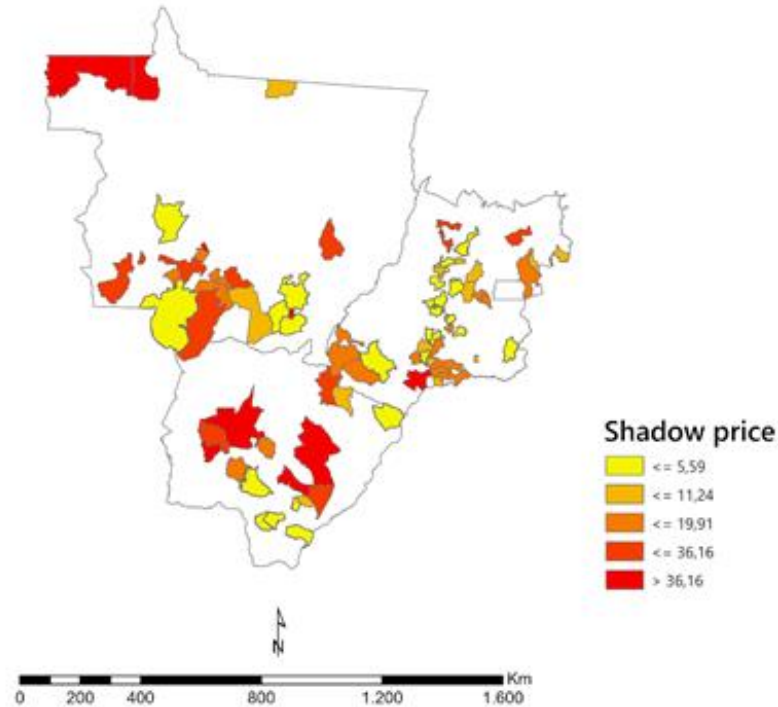 Shadow price
<= 5,59
<= 11,24
<= 19,91
<= 36,16
> 36,16
N
Km
0 200 400 800 1.200 1.600